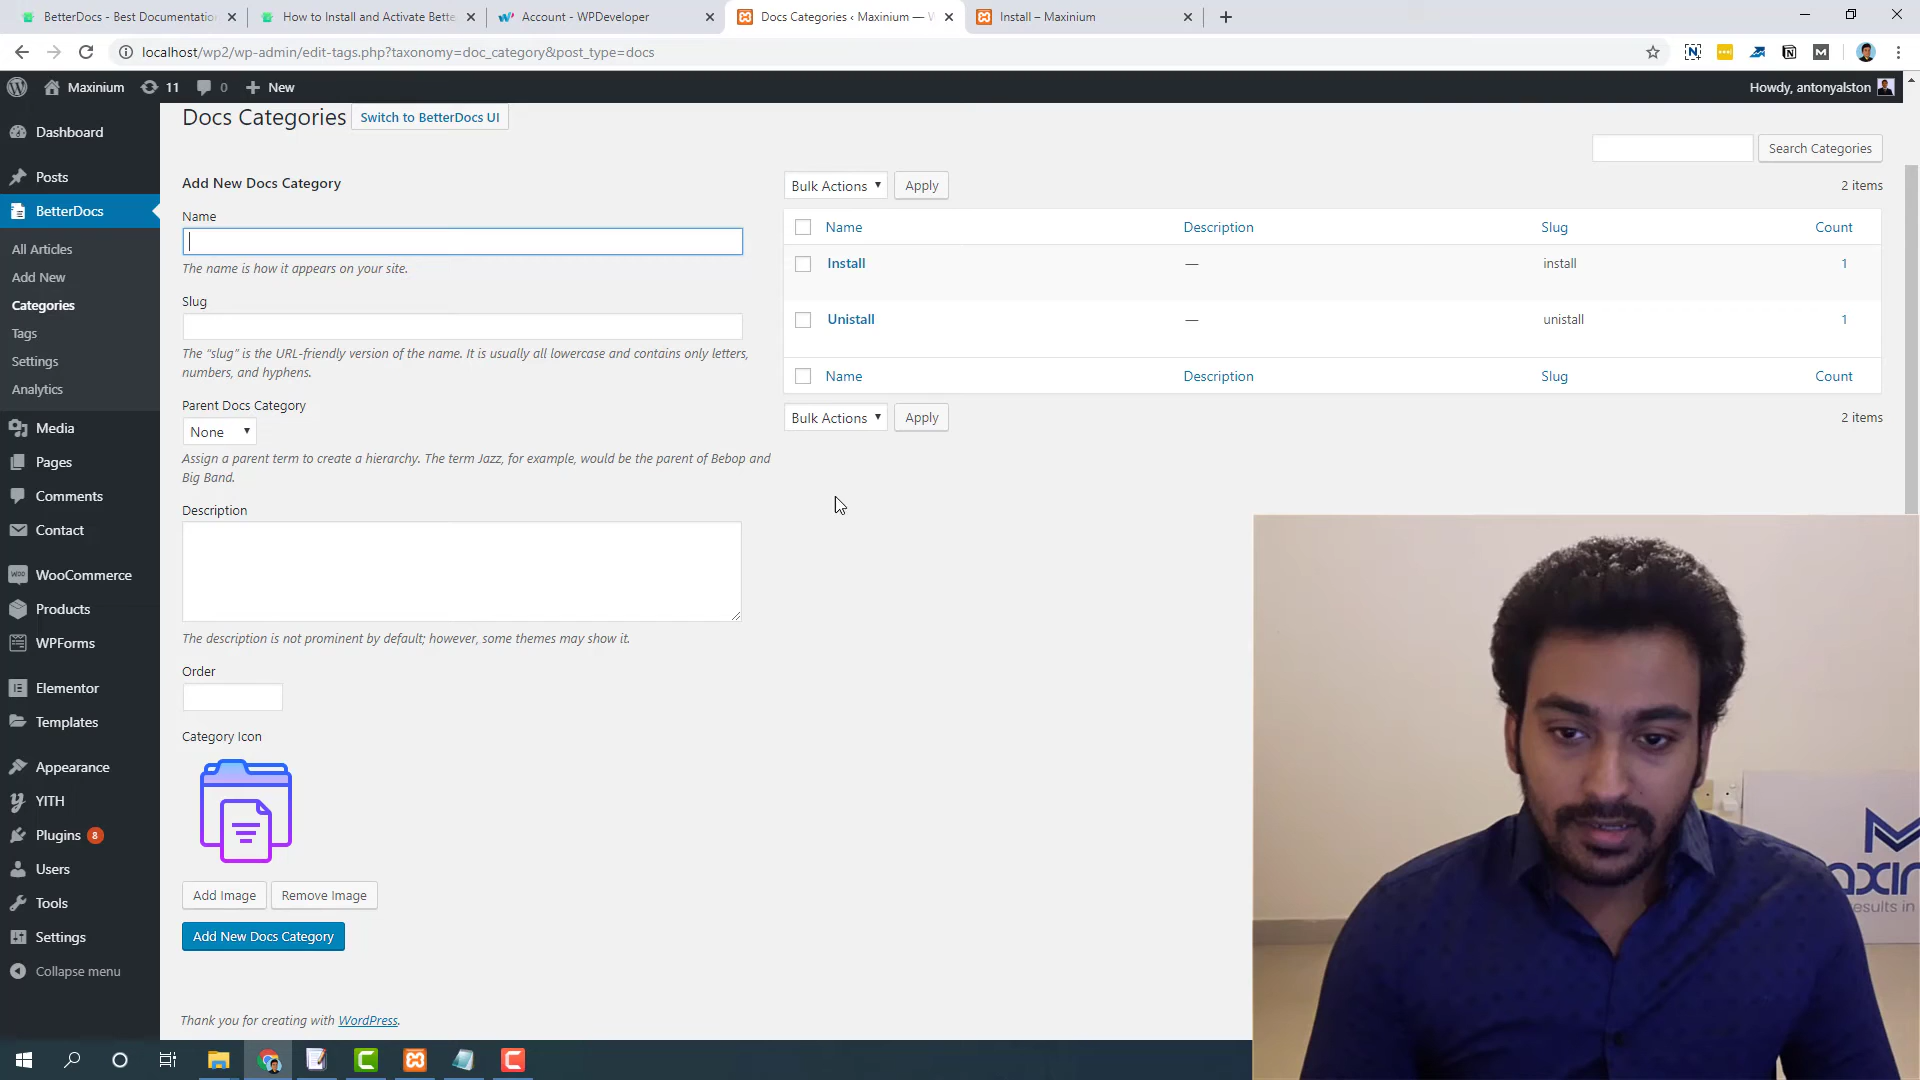 BetterDocs - Best Documentatio
How to Install and Activate Bette
Account - WPDeveloper
Docs Categories ‹ Maxinium — W
Install – Maxinium
localhost/wp2/wp-admin/edit-tags.php?taxonomy=doc_category&post_type=docs
Maxinium
11
0
New
Howdy, antonyalston
Dashboard
Posts
BetterDocs
All Articles
Add New
Categories
Tags
Settings
Analytics
Media
Pages
Comments
Contact
WooCommerce
Products
WPForms
Elementor
Templates
Appearance
YITH
Plugins 8
Users
Tools
Settings
Collapse menu
Docs Categories
Switch to BetterDocs UI
Search Categories
Add New Docs Category
Name
The name is how it appears on your site.
Slug
The “slug” is the URL-friendly version of the name. It is usually all lowercase and contains only letters,
numbers, and hyphens.
Parent Docs Category
None
Assign a parent term to create a hierarchy. The term Jazz, for example, would be the parent of Bebop and
Big Band.
Description
The description is not prominent by default; however, some themes may show it.
Order
Category Icon
Add Image
Remove Image
Add New Docs Category
Thank you for creating with WordPress.
Bulk Actions
Apply
2 items
Name Description Slug Count
Install — install 1
Unistall — unistall 1
Name Description Slug Count
Bulk Actions
Apply
2 items
axin
esults in